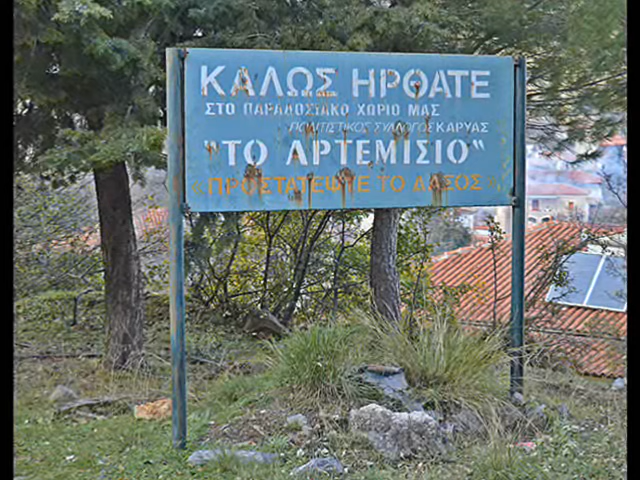 ΚΑΛΩΣ ΗΡΘΑΤΕ
ΣΤΟ ΠΑΡΑΔΟΣΙΑΚΟ ΧΩΡΙΟ ΜΑΣ
ΠΟΛΙΤΙΣΤΙΚΟΣ ΣΥΛΛΟΓΟΣ ΚΑΡΥΑΣ
"ΤΟ ΑΡΤΕΜΙΣΙΟ"
ΠΡΟΣΤΑΤΕΨΤΕ ΤΟ ΔΑΣΟΣ